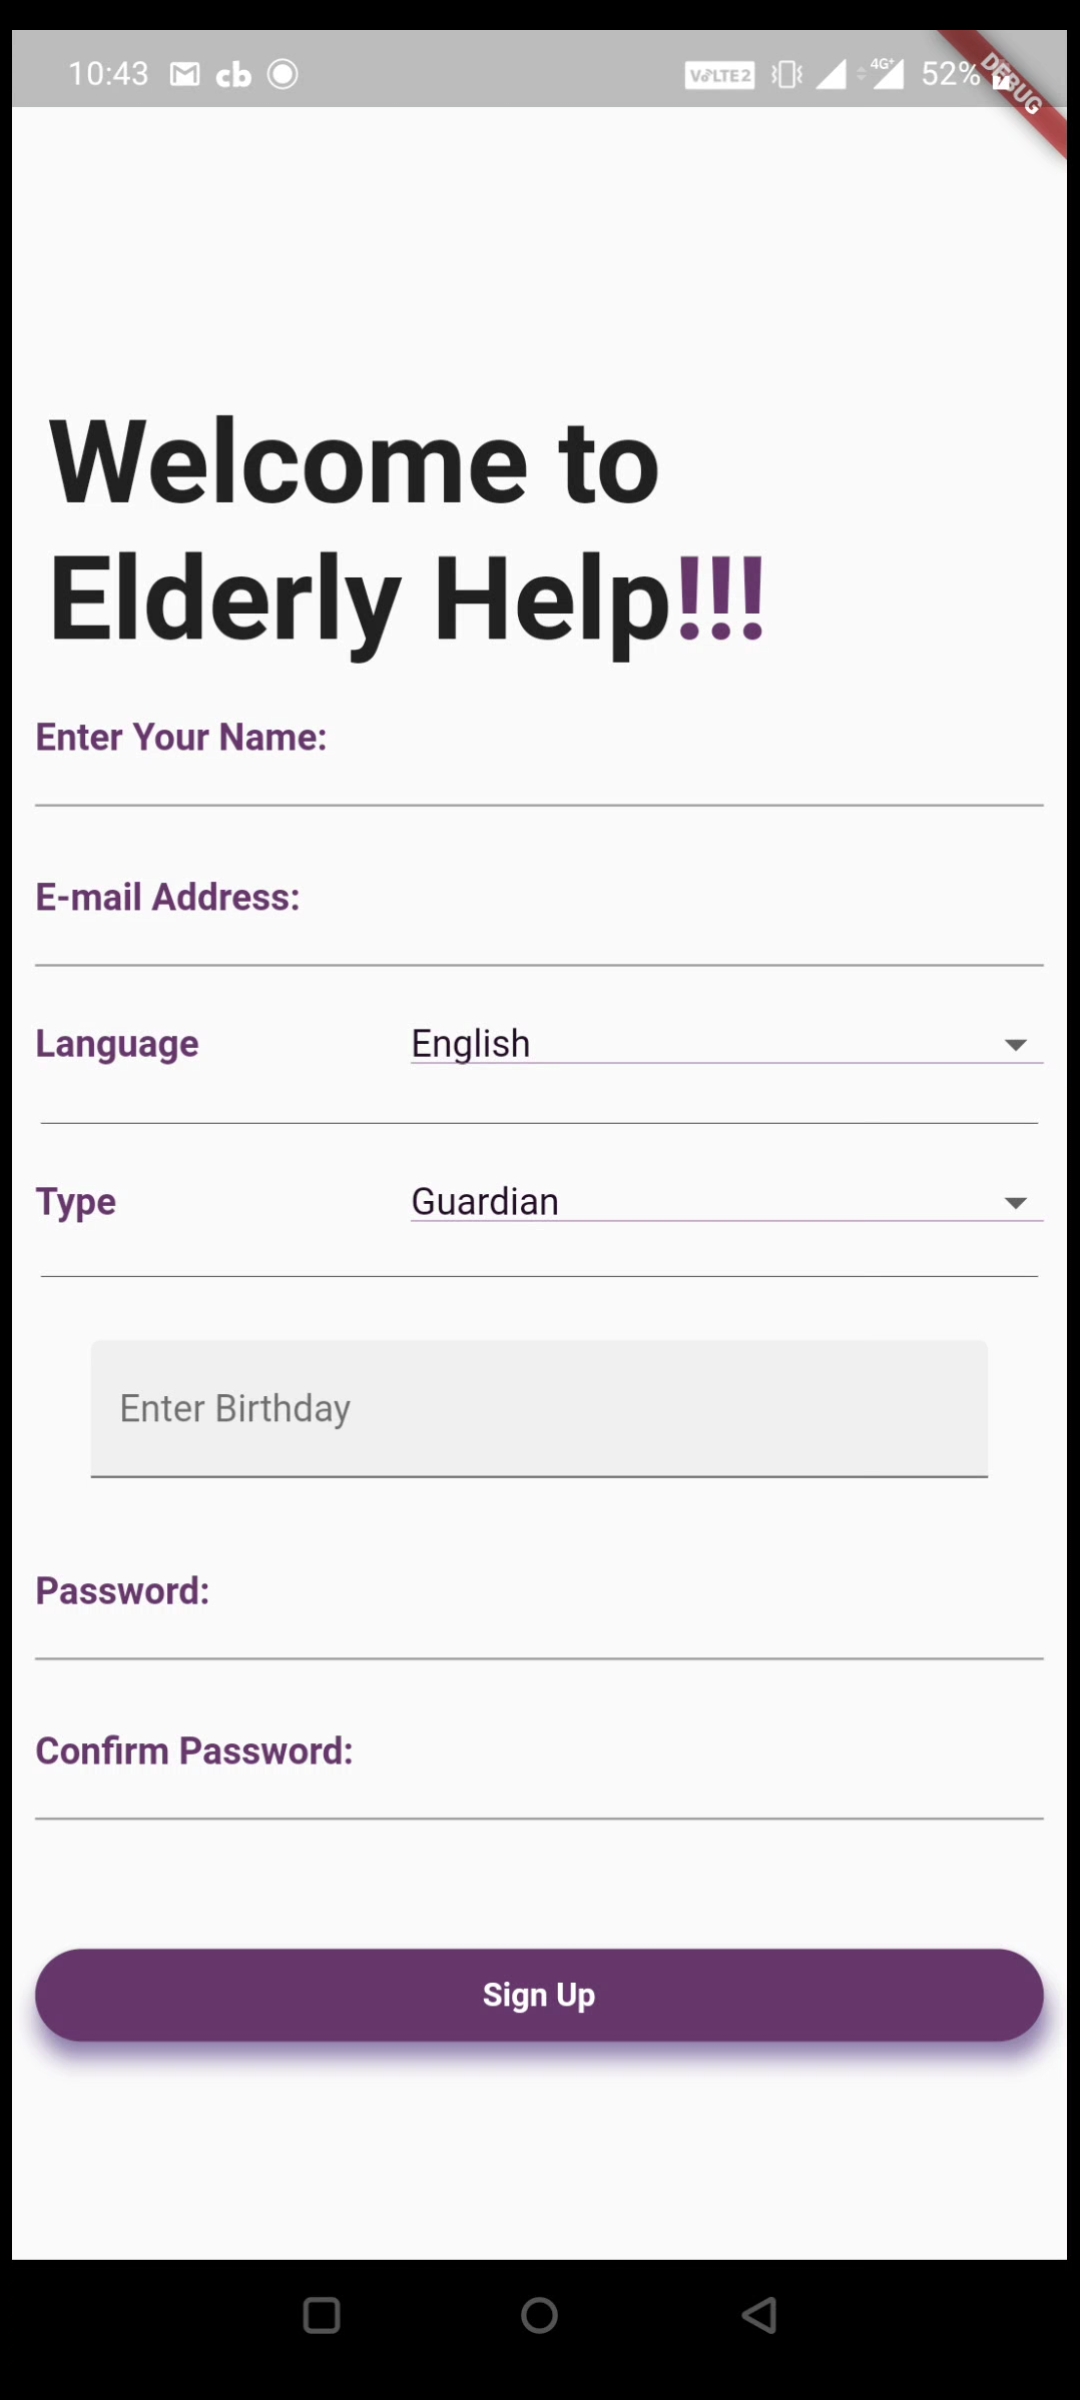 10:43 cb VoLTE2 4G+ 52%
DEBUG
Welcome to
Elderly Help!!!
Enter Your Name:
E-mail Address:
Language English
Type Guardian
Enter Birthday
Password:
Confirm Password:
Sign Up